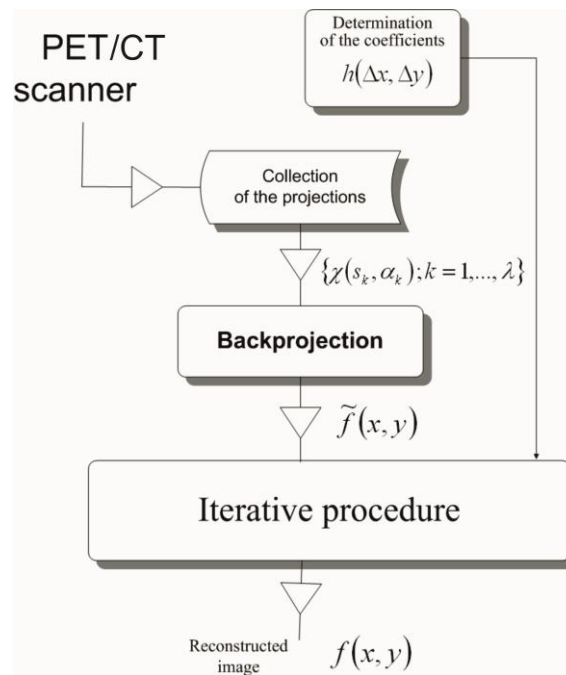 PET/CT
scanner
Determination
of the coefficients
h(Δx, Δy)
Collection
of the projections
{χ(s_k, α_k); k = 1,..., λ}
Backprojection
f̃(x, y)
Iterative procedure
Reconstructed
image
f(x, y)